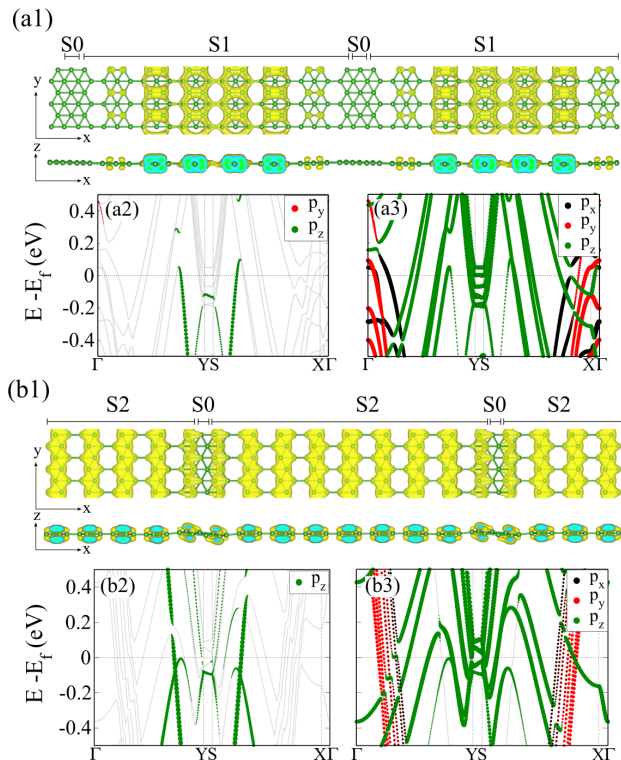 (a1)
S0 S1 S0 S1
y
x
z
x
(a2) p_y
p_z
(a3) p_x
p_y
p_z
E -E_f (eV)
0.4
0.2
0
-0.2
-0.4
Γ YS XΓ
Γ YS XΓ
(b1)
S2 S0 S2 S0 S2
y
x
z
x
(b2) p_z
(b3) p_x
p_y
p_z
E -E_f (eV)
0.4
0.2
0
-0.2
-0.4
Γ YS XΓ
Γ YS XΓ